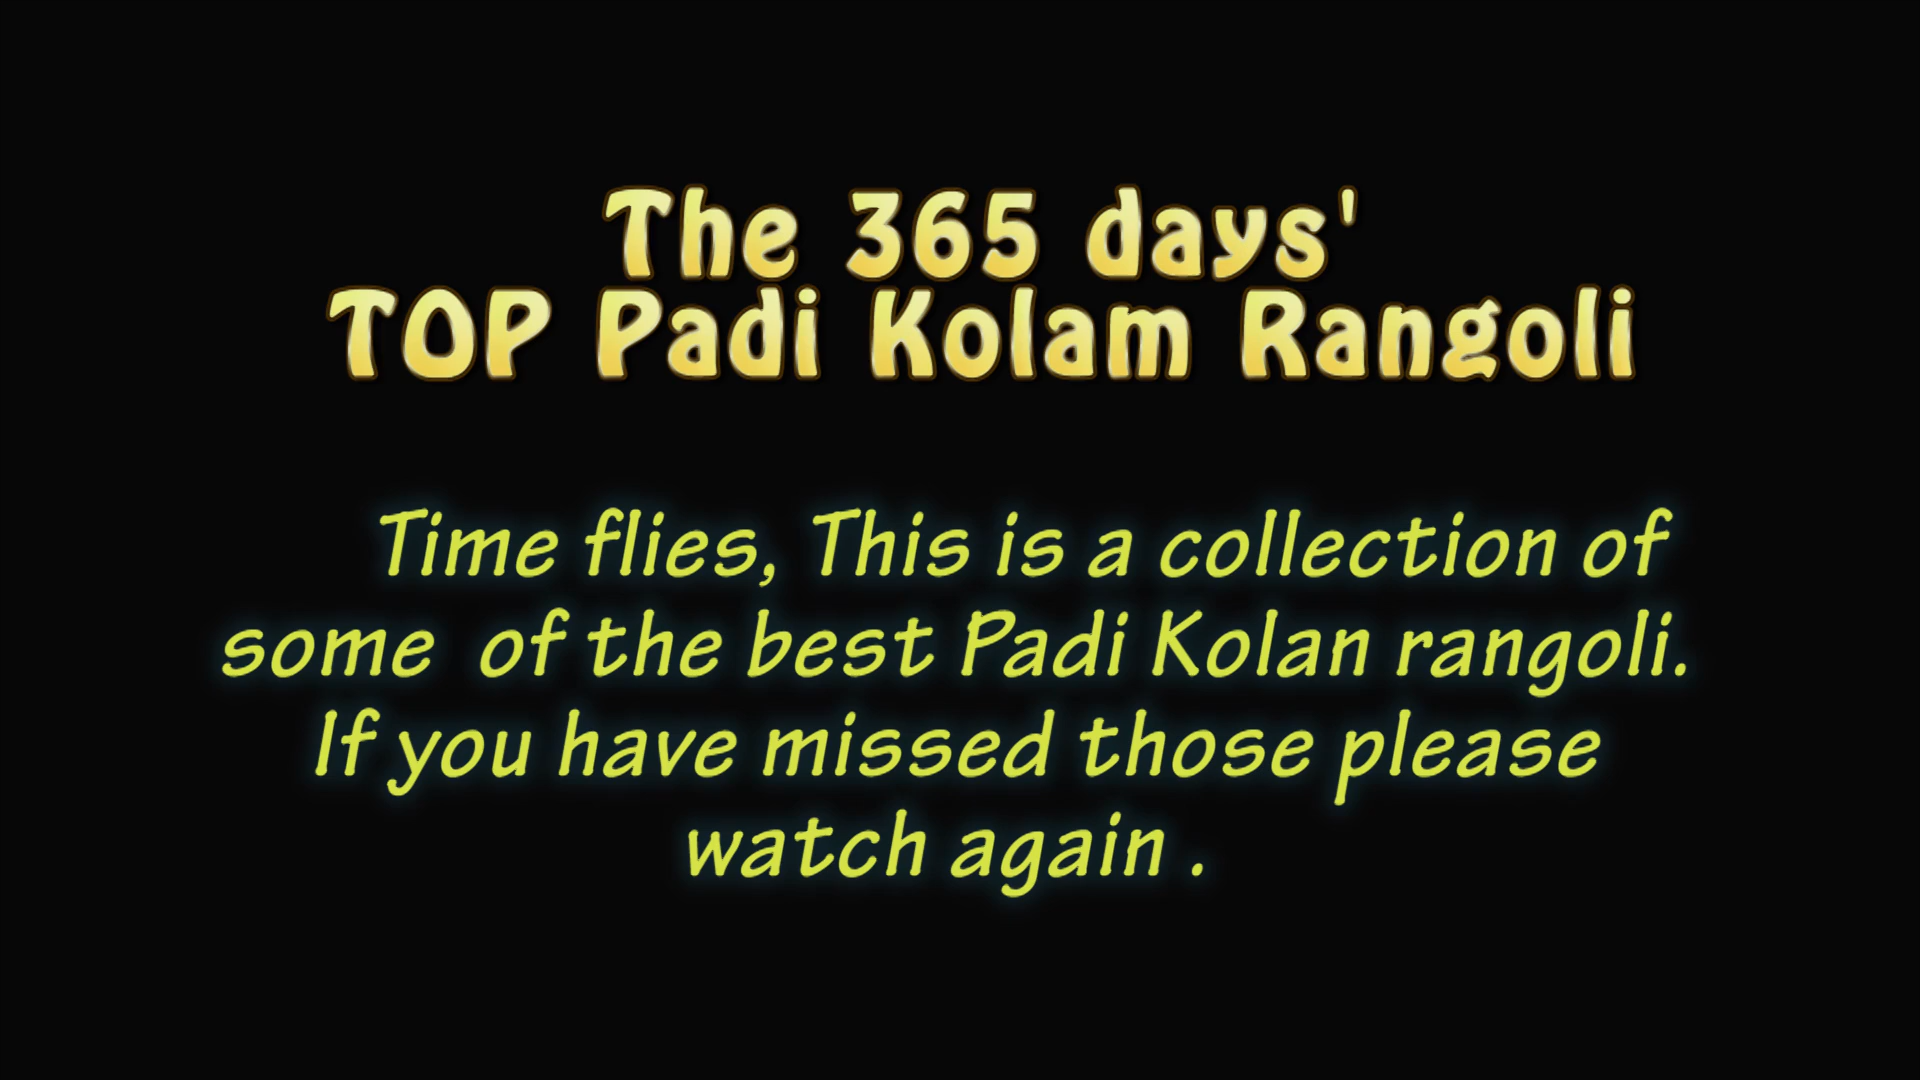 The 365 days'
TOP Padi Kolam Rangoli
Time flies, This is a collection of
some of the best Padi Kolan rangoli.
If you have missed those please
watch again .